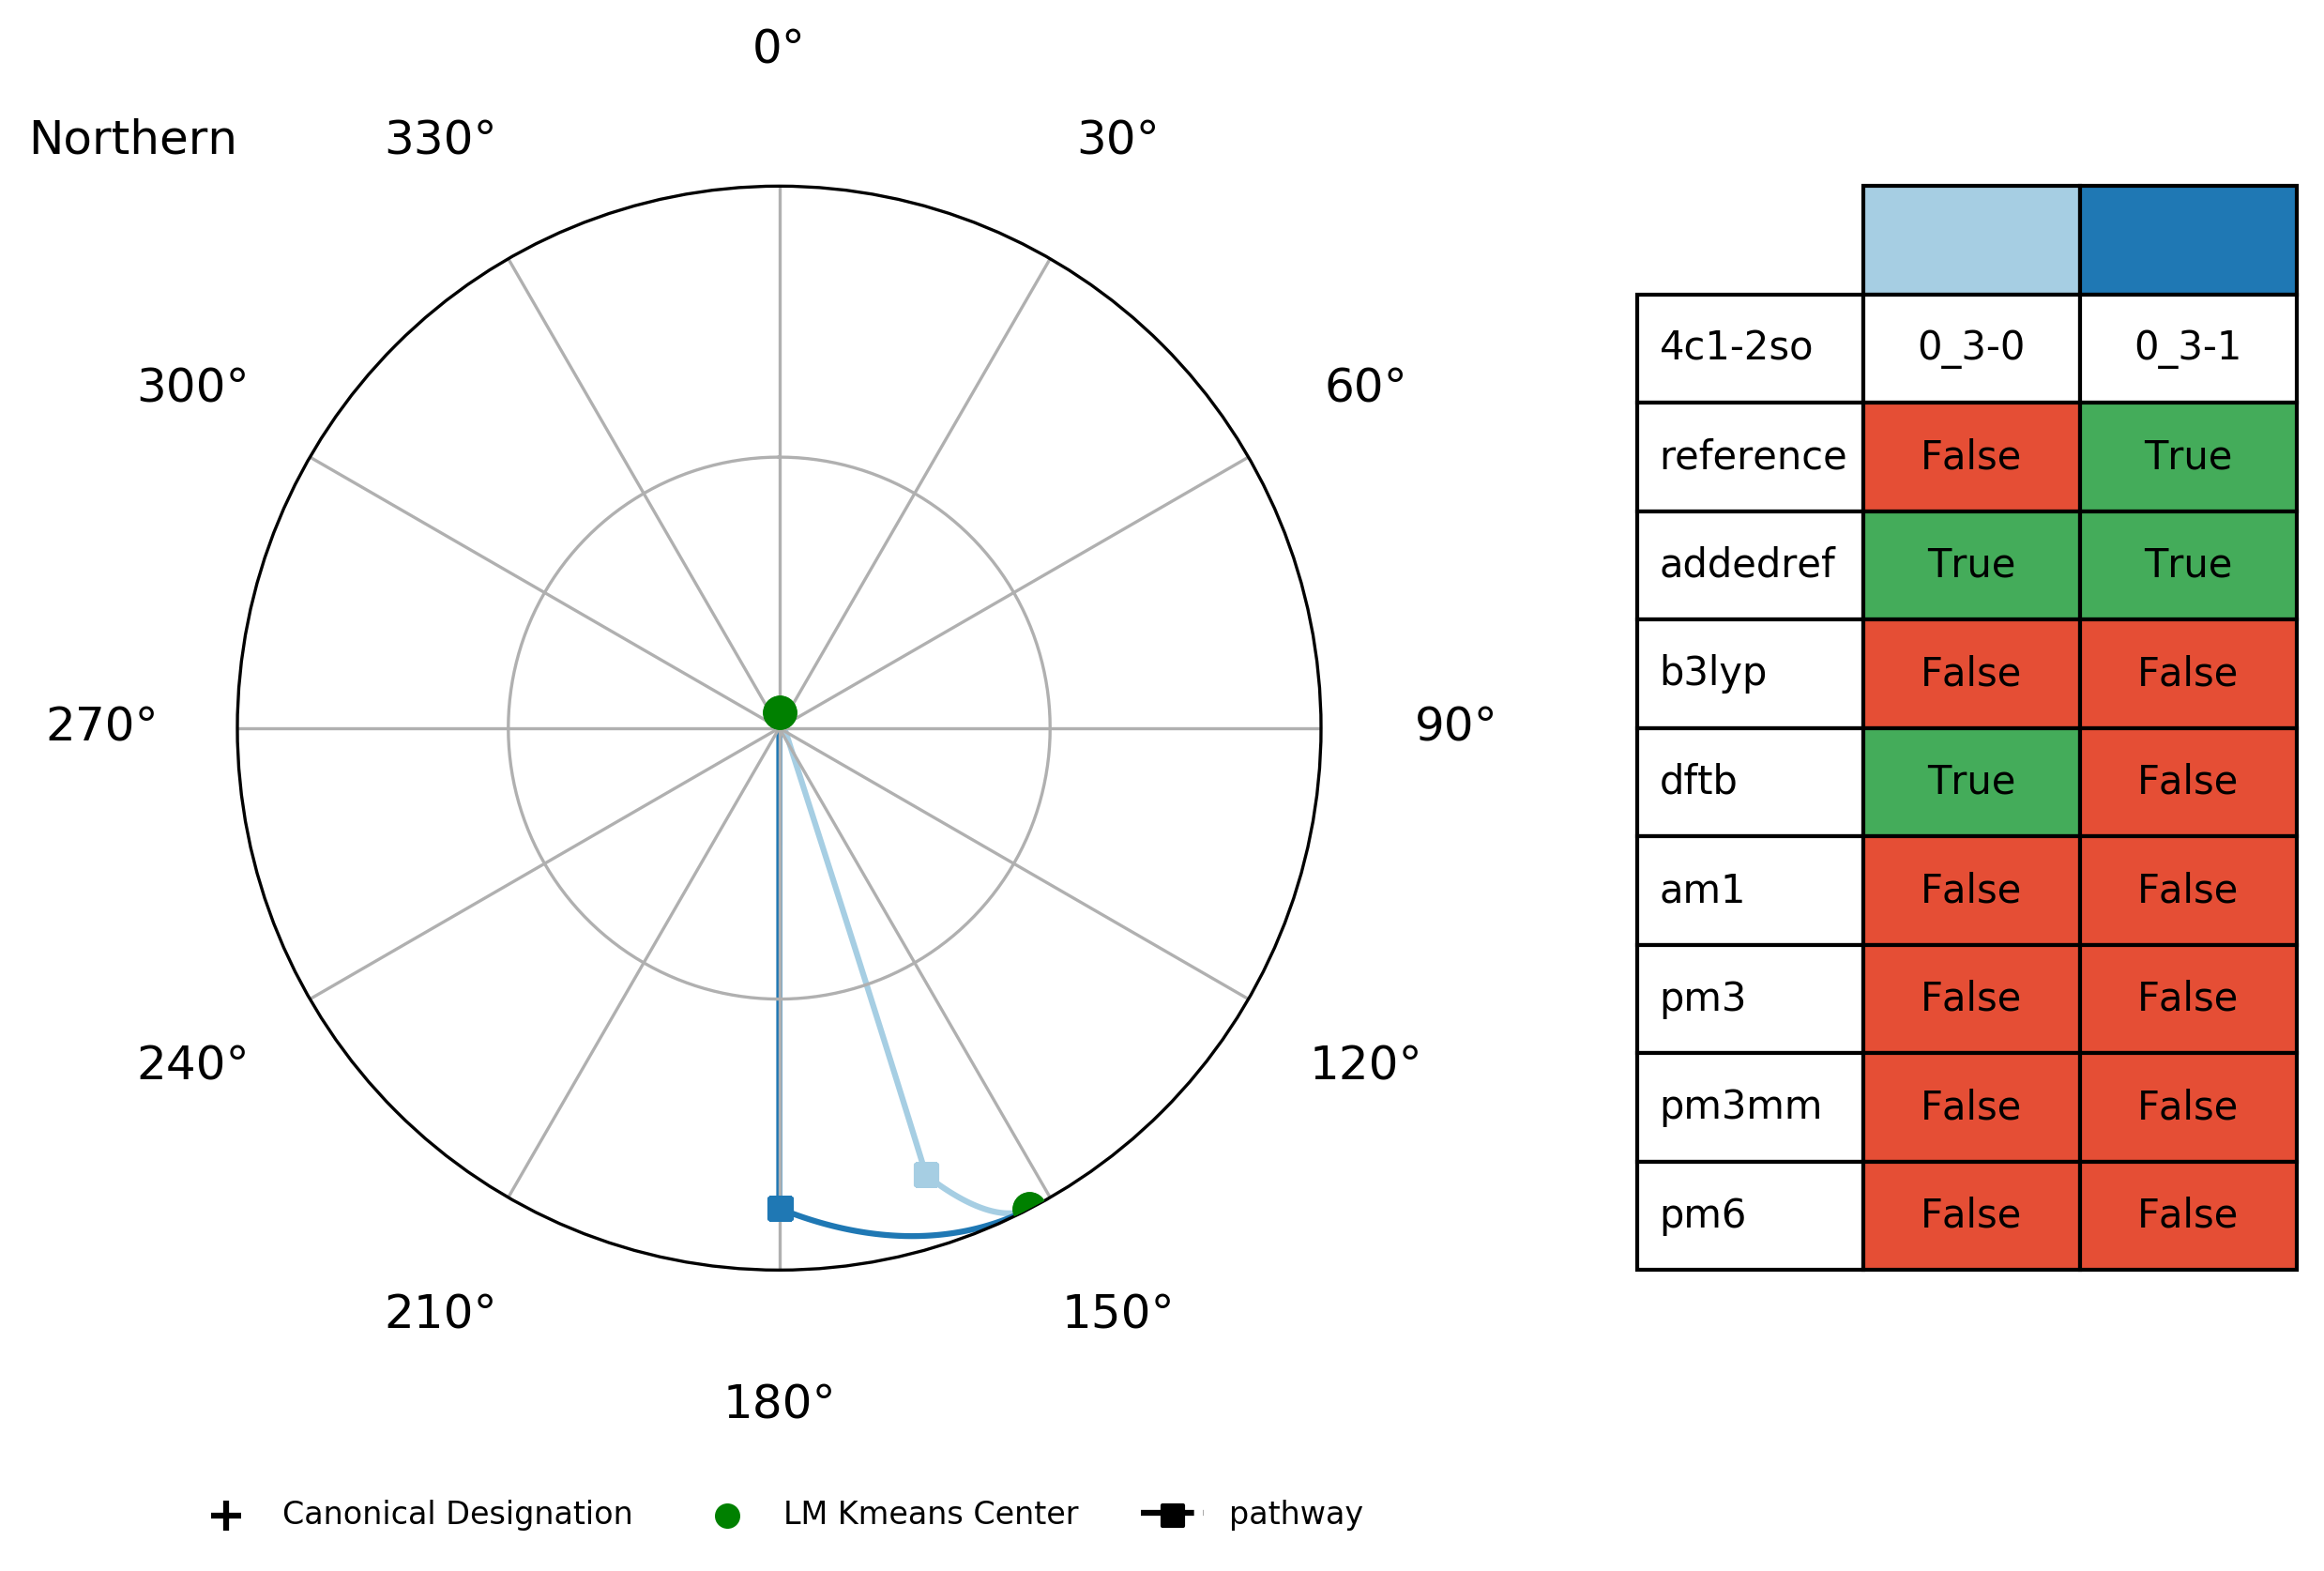 0°
Northern
330°
30°
300°
60°
270°
90°
240°
120°
210°
150°
180°
4c1-2so 0_3-0 0_3-1
reference False True
addedref True True
b3lyp False False
dftb True False
am1 False False
pm3 False False
pm3mm False False
pm6 False False
Canonical Designation LM Kmeans Center pathway